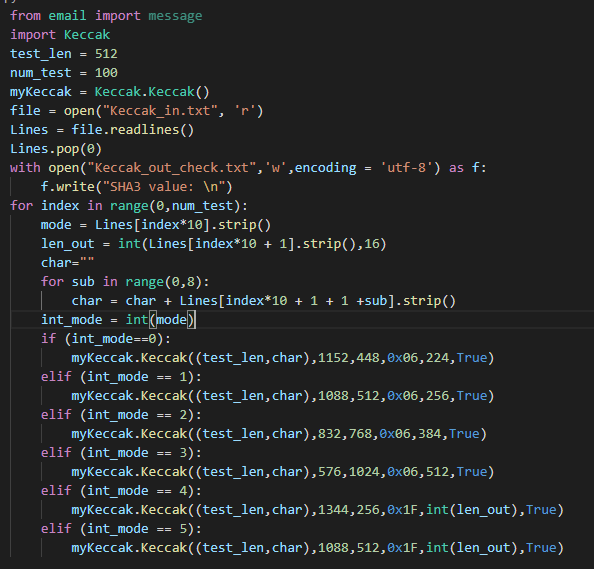 from email import message
import Keccak
test_len = 512
num_test = 100
myKeccak = Keccak.Keccak()
file = open("Keccak_in.txt", 'r')
Lines = file.readlines()
Lines.pop(0)
with open("Keccak_out_check.txt",'w',encoding = 'utf-8') as f:
    f.write("SHA3 value: \n")
for index in range(0,num_test):
    mode = Lines[index*10].strip()
    len_out = int(Lines[index*10 + 1].strip(),16)
    char=""
    for sub in range(0,8):
        char = char + Lines[index*10 + 1 + 1 +sub].strip()
    int_mode = int(mode)
    if (int_mode==0):
        myKeccak.Keccak((test_len,char),1152,448,0x06,224,True)
    elif (int_mode == 1):
        myKeccak.Keccak((test_len,char),1088,512,0x06,256,True)
    elif (int_mode == 2):
        myKeccak.Keccak((test_len,char),832,768,0x06,384,True)
    elif (int_mode == 3):
        myKeccak.Keccak((test_len,char),576,1024,0x06,512,True)
    elif (int_mode == 4):
        myKeccak.Keccak((test_len,char),1344,256,0x1F,int(len_out),True)
    elif (int_mode == 5):
        myKeccak.Keccak((test_len,char),1088,512,0x1F,int(len_out),True)